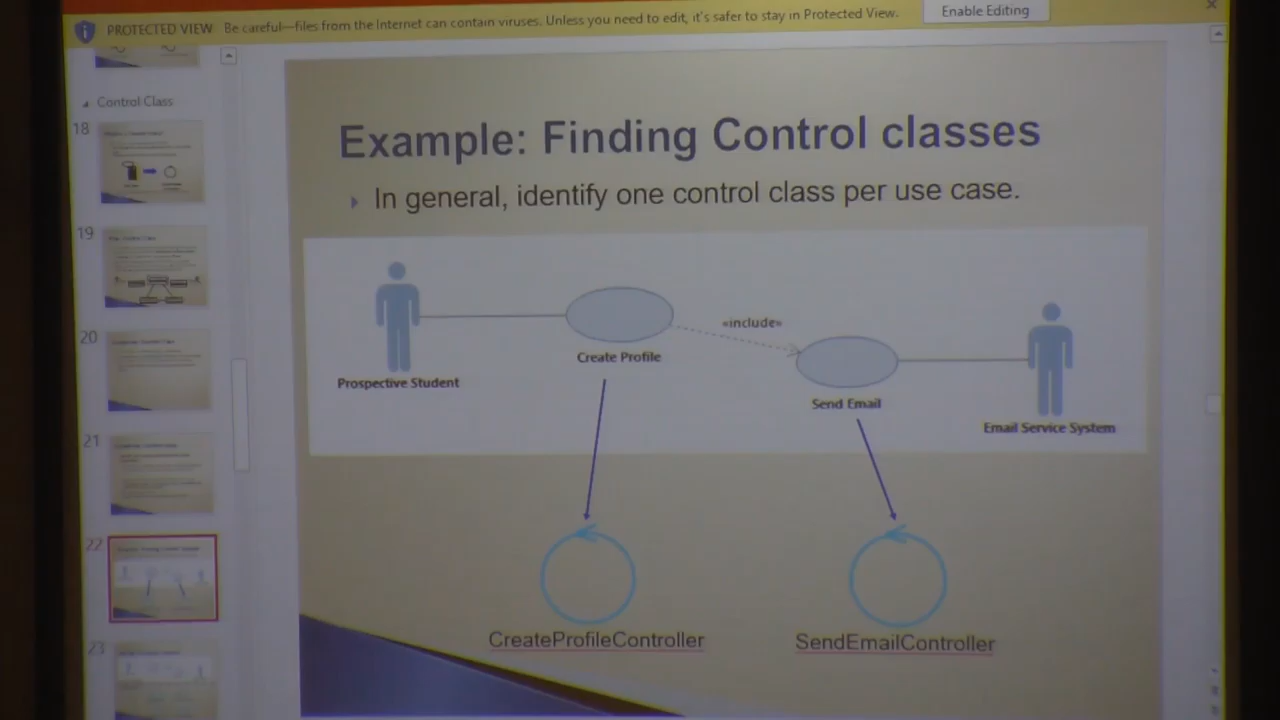 PROTECTED VIEW Be careful—files from the Internet can contain viruses. Unless you need to edit, it's safer to stay in Protected View. Enable Editing
Control Class
18
19
20
21
22
23
Example: Finding Control classes
In general, identify one control class per use case.
«include»
Create Profile
Prospective Student
Send Email
Email Service System
CreateProfileController
SendEmailController